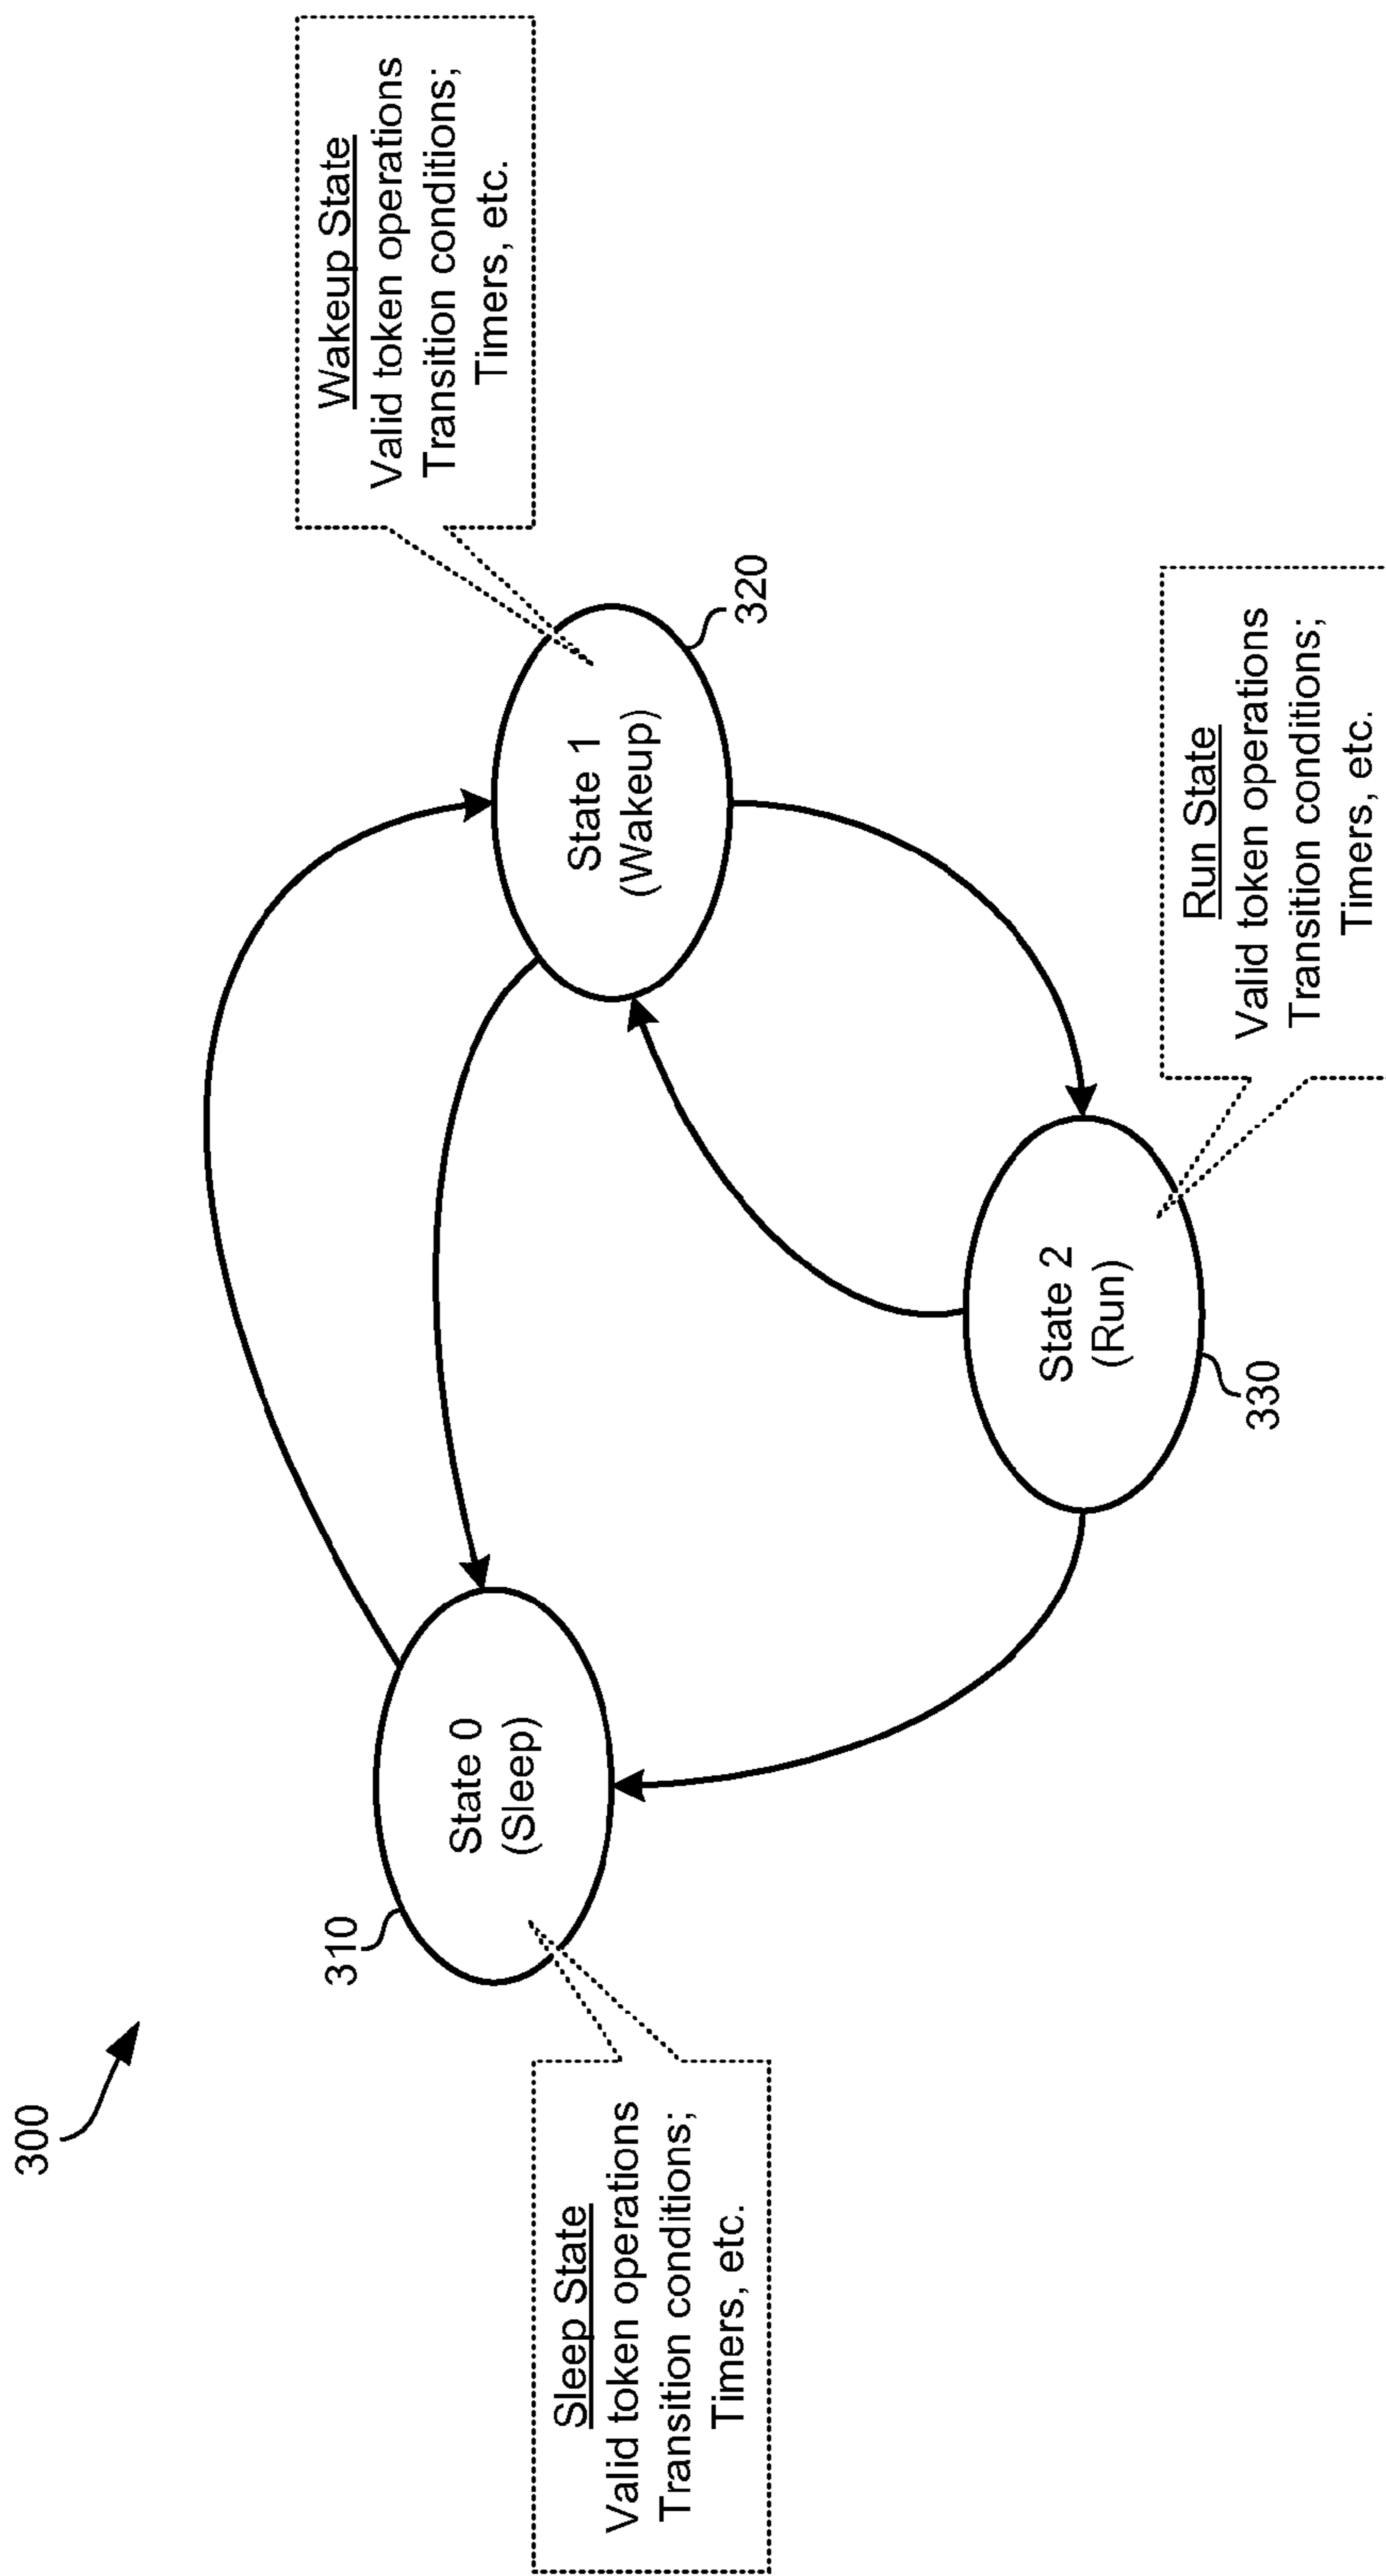 300
310
State 0
(Sleep)
Sleep State
Valid token operations
Transition conditions;
Timers, etc.
State 1
(Wakeup)
320
Wakeup State
Valid token operations
Transition conditions;
Timers, etc.
State 2
(Run)
330
Run State
Valid token operations
Transition conditions;
Timers, etc.